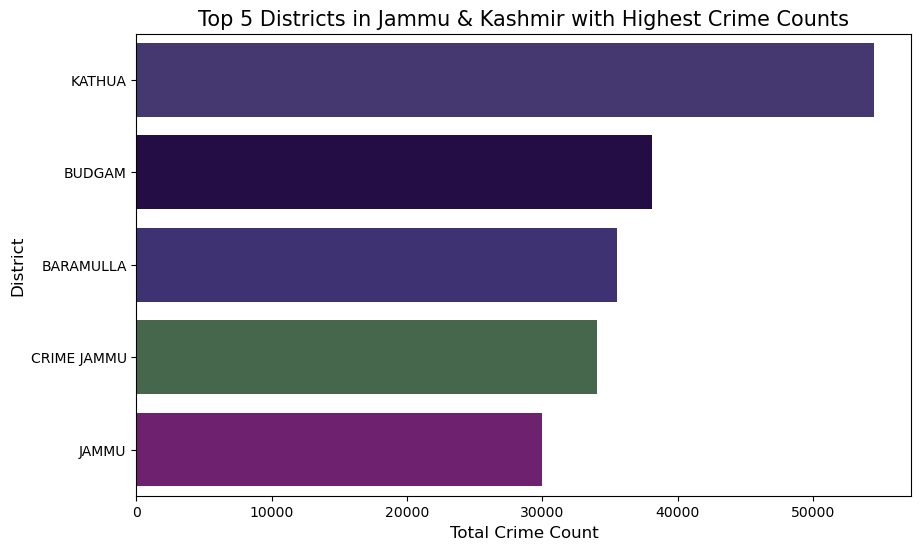 Top 5 Districts in Jammu & Kashmir with Highest Crime Counts
District
KATHUA
BUDGAM
BARAMULLA
CRIME JAMMU
JAMMU
0 10000 20000 30000 40000 50000
Total Crime Count